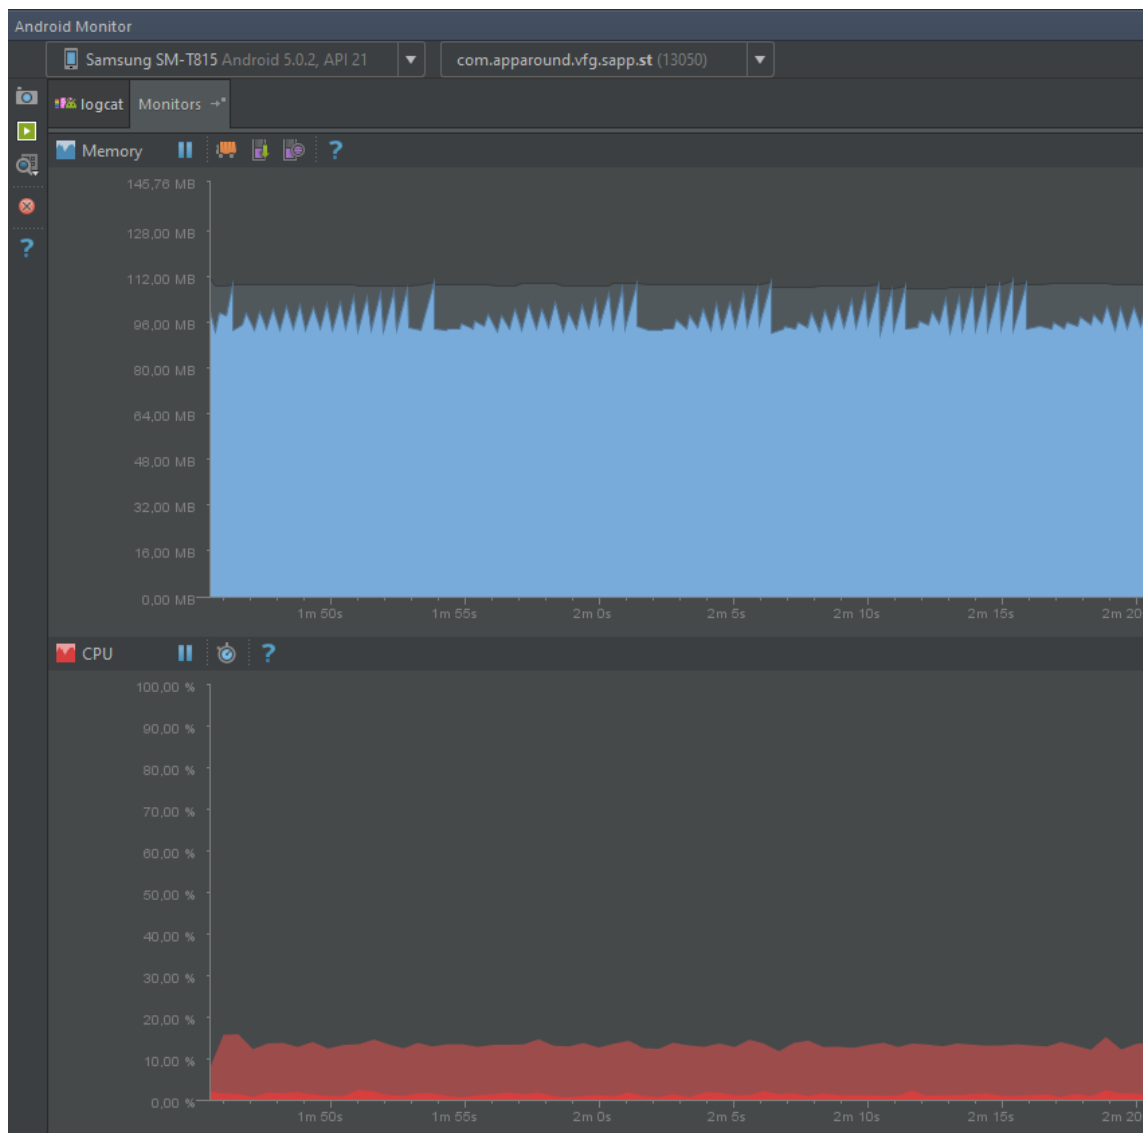 Android Monitor
Samsung SM-T815 Android 5.0.2, API 21
com.apparound.vfg.sapp.st (13050)
logcat
Monitors
Memory
?
145,76 MB
128,00 MB
112,00 MB
96,00 MB
80,00 MB
64,00 MB
48,00 MB
32,00 MB
16,00 MB
0,00 MB
1m 50s 1m 55s 2m 0s 2m 5s 2m 10s 2m 15s 2m 20
?
CPU
?
100,00 %
90,00 %
80,00 %
70,00 %
60,00 %
50,00 %
40,00 %
30,00 %
20,00 %
10,00 %
0,00 %
1m 50s 1m 55s 2m 0s 2m 5s 2m 10s 2m 15s 2m 20